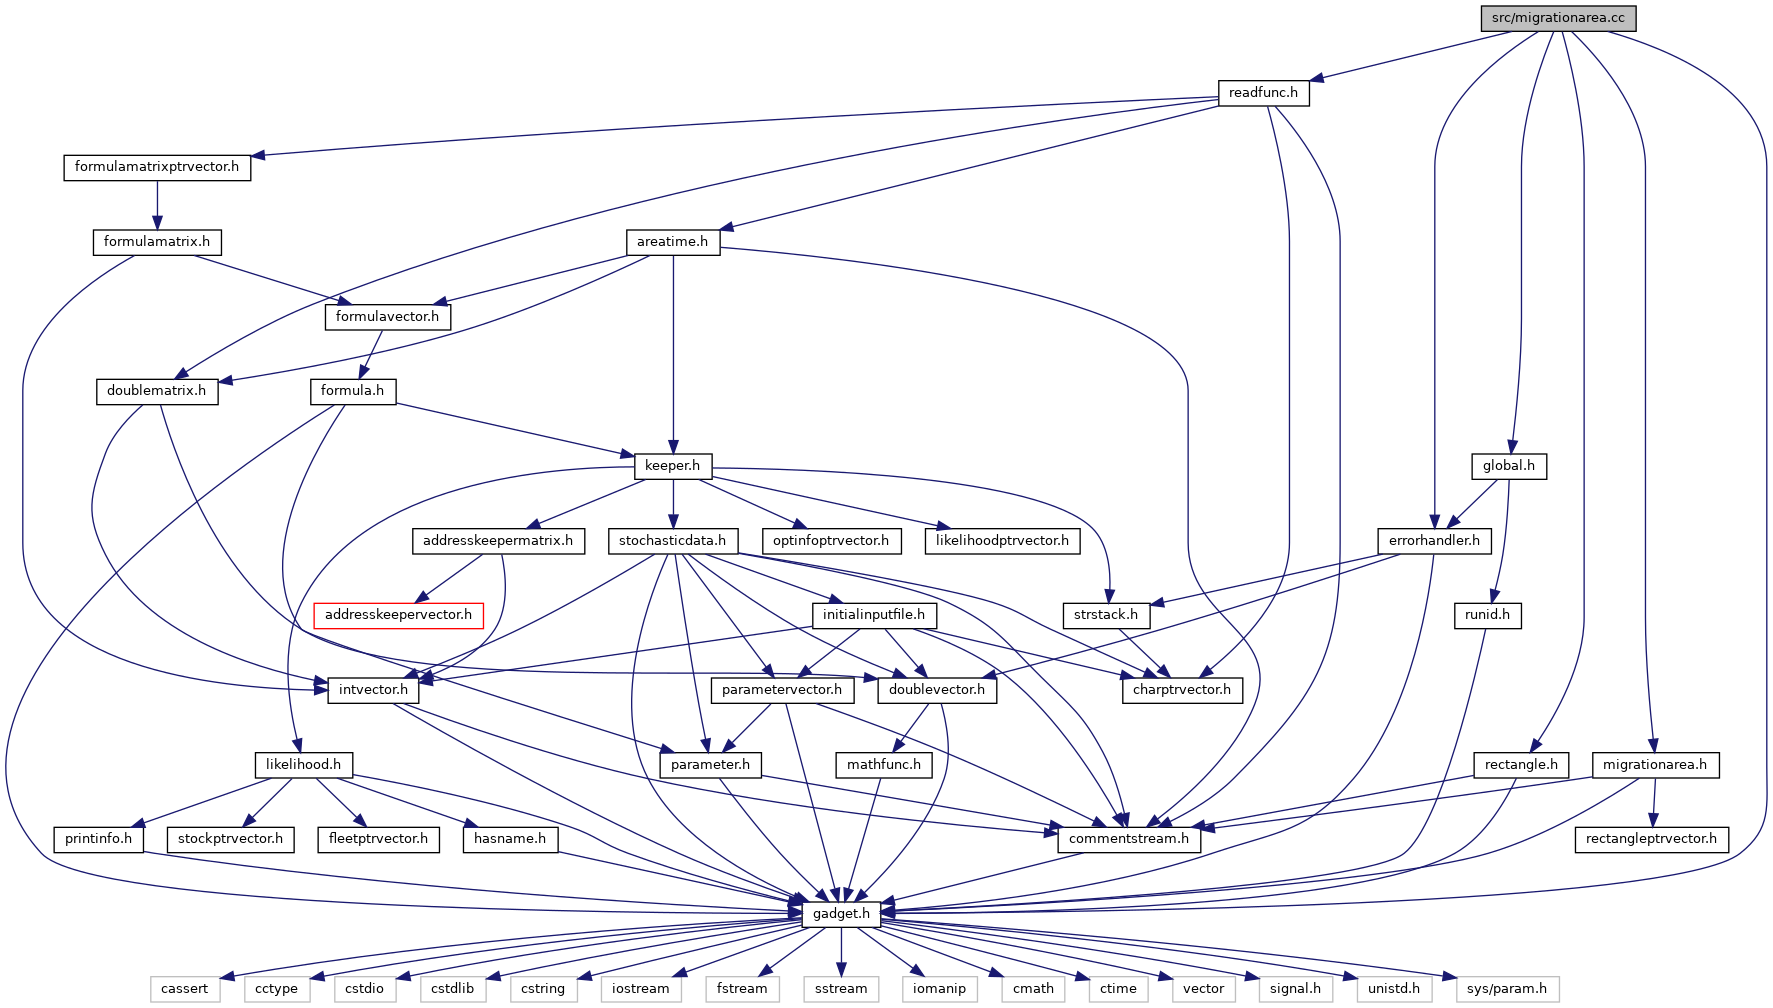 src/migrationarea.cc
readfunc.h
formulamatrixptrvector.h
formulamatrix.h
areatime.h
formulavector.h
doublematrix.h
formula.h
keeper.h
global.h
addresskeepermatrix.h
stochasticdata.h
optinfoptrvector.h
likelihoodptrvector.h
errorhandler.h
addresskeepervector.h
initialinputfile.h
strstack.h
runid.h
intvector.h
parametervector.h
doublevector.h
charptrvector.h
likelihood.h
parameter.h
mathfunc.h
rectangle.h
migrationarea.h
printinfo.h
stockptrvector.h
fleetptrvector.h
hasname.h
commentstream.h
rectangleptrvector.h
gadget.h
cassert
cctype
cstdio
cstdlib
cstring
iostream
fstream
sstream
iomanip
cmath
ctime
vector
signal.h
unistd.h
sys/param.h